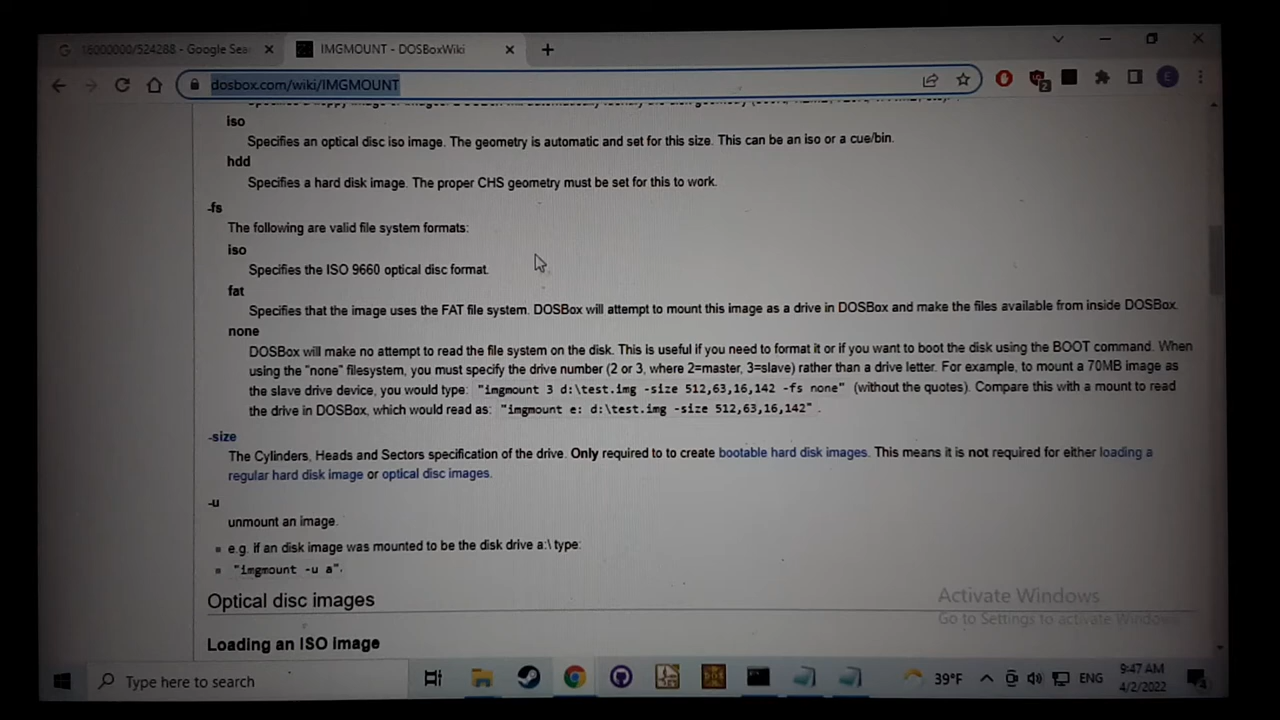 16000000/524288 - Google Sea
IMGMOUNT - DOSBoxWiki
dosbox.com/wiki/IMGMOUNT
iso
Specifies an optical disc iso image. The geometry is automatic and set for this size. This can be an iso or a cue/bin.
hdd
Specifies a hard disk image. The proper CHS geometry must be set for this to work.
-fs
The following are valid file system formats:
iso
Specifies the ISO 9660 optical disc format.
fat
Specifies that the image uses the FAT file system. DOSBox will attempt to mount this image as a drive in DOSBox and make the files available from inside DOSBox.
none
DOSBox will make no attempt to read the file system on the disk. This is useful if you need to format it or if you want to boot the disk using the BOOT command. When
using the "none" filesystem, you must specify the drive number (2 or 3, where 2=master, 3=slave) rather than a drive letter. For example, to mount a 70MB image as
the slave drive device, you would type: "imgmount 3 d:\test.img -size 512,63,16,142 -fs none" (without the quotes). Compare this with a mount to read
the drive in DOSBox, which would read as: "imgmount e: d:\test.img -size 512,63,16,142" .
-size
The Cylinders, Heads and Sectors specification of the drive. Only required to to create bootable hard disk images. This means it is not required for either loading a
regular hard disk image or optical disc images.
-u
unmount an image.
e.g. if an disk image was mounted to be the disk drive a:\ type:
"imgmount -u a".
Optical disc images
Loading an ISO Image
Activate Windows
Go to Settings to activate Windows.
Type here to search
39°F
ENG
9:47 AM
4/2/2022
E
2
4